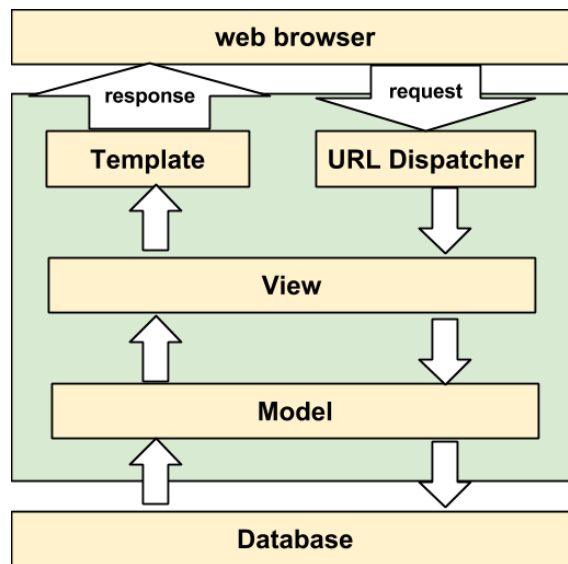 web browser
response
request
Template
URL Dispatcher
View
Model
Database